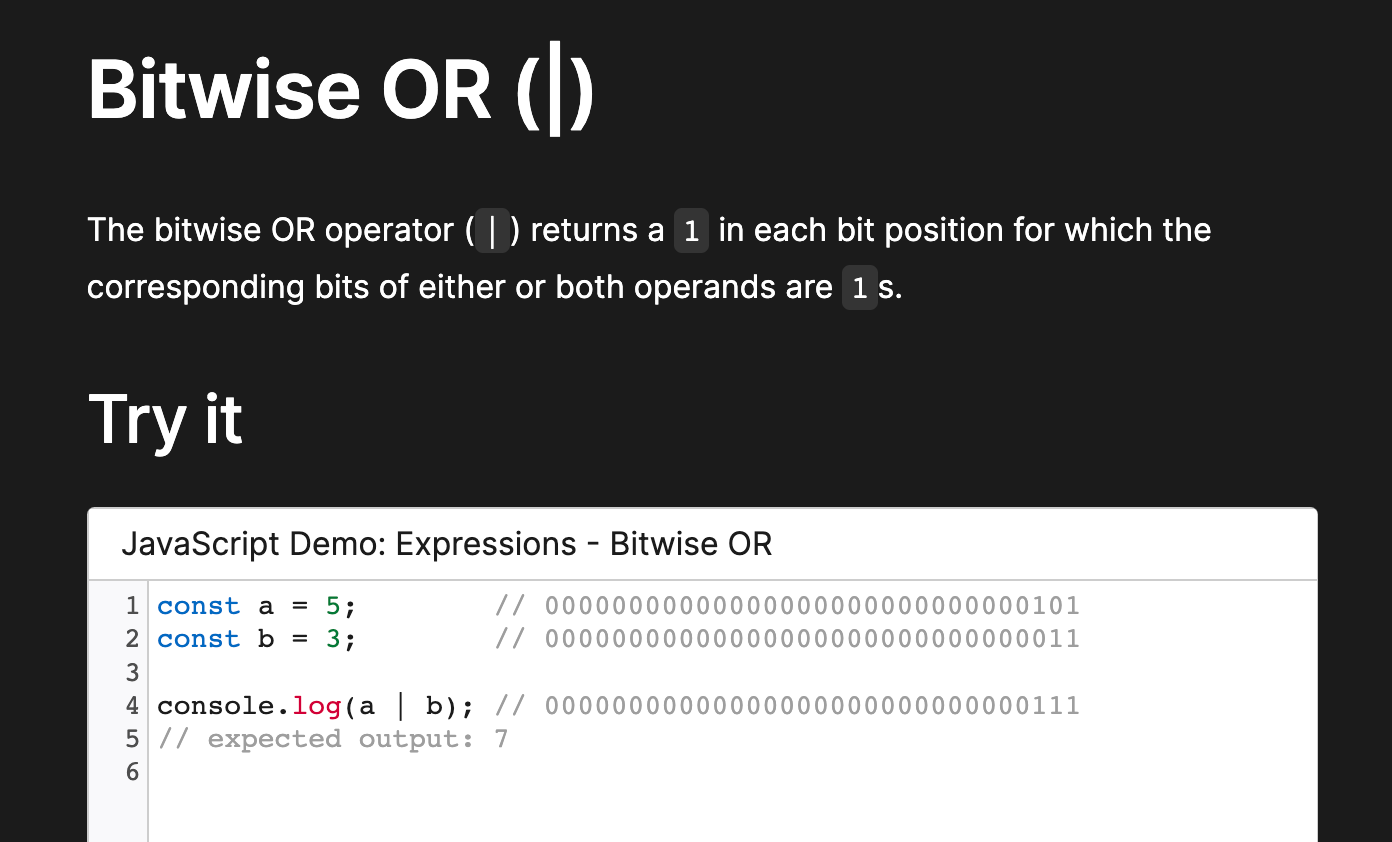 Bitwise OR (|)
The bitwise OR operator (|) returns a 1 in each bit position for which the
corresponding bits of either or both operands are 1s.
Try it
JavaScript Demo: Expressions - Bitwise OR
1 const a = 5;        // 00000000000000000000000000000101
2 const b = 3;        // 00000000000000000000000000000011
3
4 console.log(a | b); // 00000000000000000000000000000111
5 // expected output: 7
6